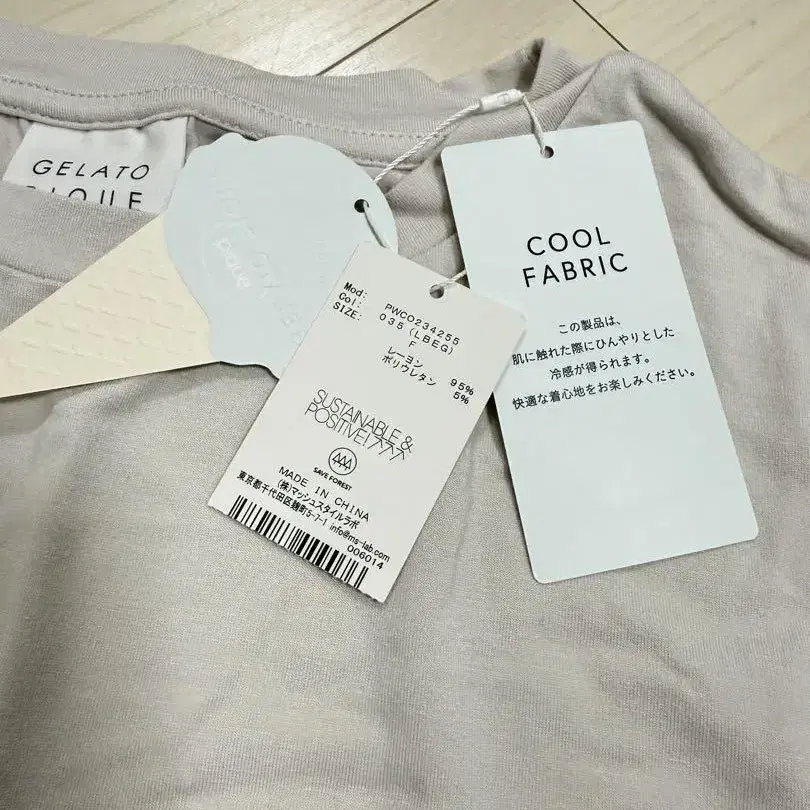 GELATO
PIQUE
pique
Mod: PWCO234255
Col: 035(LBEG)
SIZE: F
レーヨン 95%
ポリウレタン 5%
SUSTAINABLE &
POSITIVE!
SAVE FOREST
MADE IN CHINA
(株)マッシュスタイルラボ
東京都千代田区麹町5-7-1 info@ms-lab.com
006014
COOL
FABRIC
この製品は、
肌に触れた際にひんやりとした
冷感が得られます。
快適な着心地をお楽しみください。